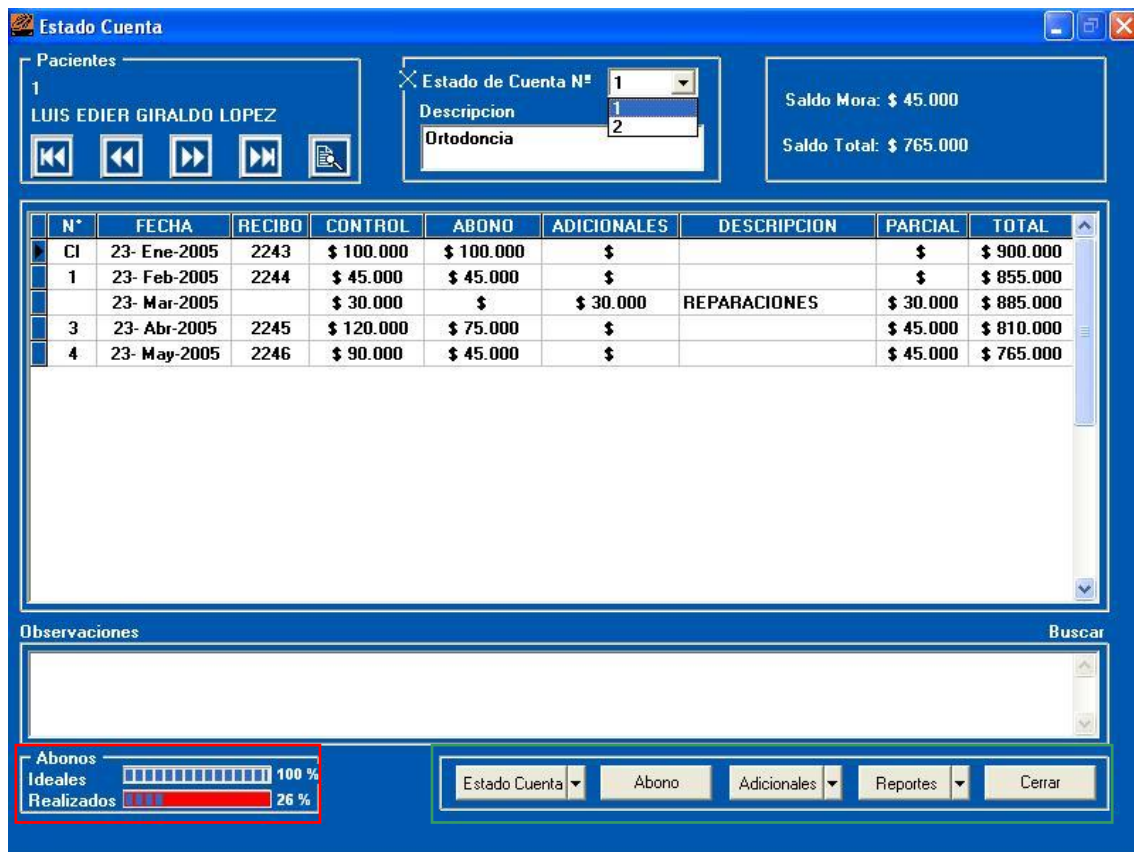 Estado Cuenta
Pacientes
1
LUIS EDIER GIRALDO LOPEZ
Estado de Cuenta Nº 1
1
2
Descripcion
Ortodoncia
Saldo Mora: $ 45.000
Saldo Total: $ 765.000
N° FECHA RECIBO CONTROL ABONO ADICIONALES DESCRIPCION PARCIAL TOTAL
CI 23- Ene-2005 2243 $ 100.000 $ 100.000 $ $ $ 900.000
1 23- Feb-2005 2244 $ 45.000 $ 45.000 $ $ $ 855.000
23- Mar-2005 $ 30.000 $ $ 30.000 REPARACIONES $ 30.000 $ 885.000
3 23- Abr-2005 2245 $ 120.000 $ 75.000 $ $ 45.000 $ 810.000
4 23- May-2005 2246 $ 90.000 $ 45.000 $ $ 45.000 $ 765.000
Observaciones Buscar
Abonos
Ideales 100 %
Realizados 26 %
Estado Cuenta Abono Adicionales Reportes Cerrar